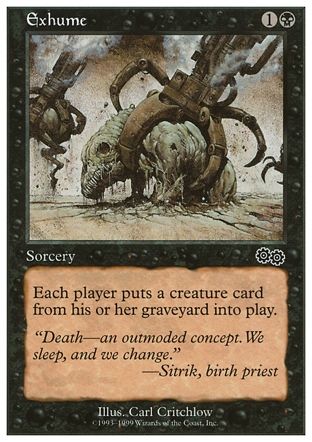 Exhume
1
Sorcery
Each player puts a creature card
from his or her graveyard into play.
“Death—an outmoded concept. We
sleep, and we change.”
—Sitrik, birth priest
Illus. Carl Critchlow
©1993-1999 Wizards of the Coast, Inc.